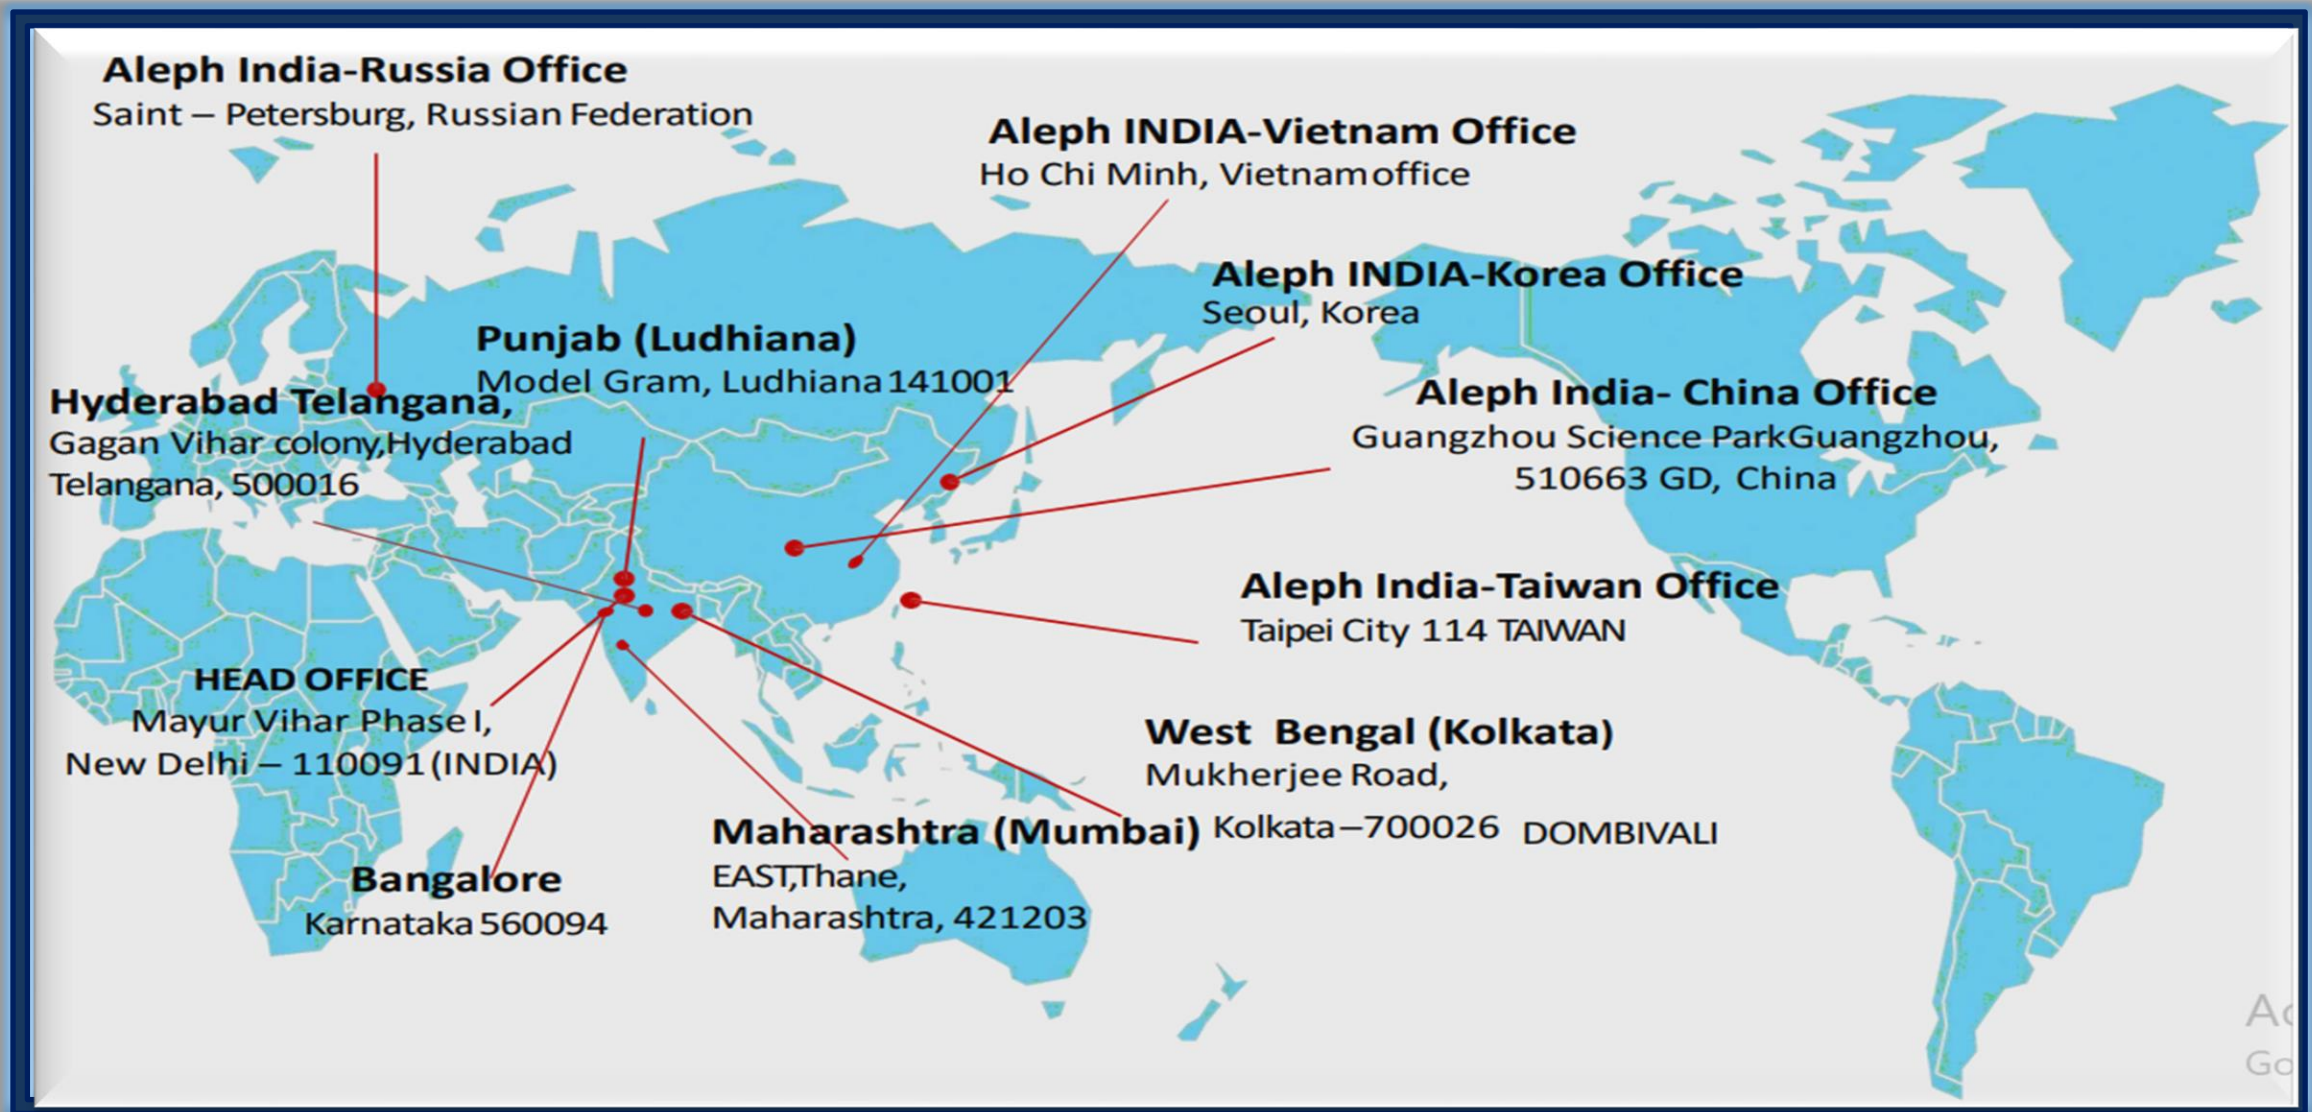 Aleph India-Russia Office
Saint – Petersburg, Russian Federation
Aleph INDIA-Vietnam Office
Ho Chi Minh, Vietnam office
Aleph INDIA-Korea Office
Seoul, Korea
Punjab (Ludhiana)
Model Gram, Ludhiana 141001
Hyderabad Telangana,
Gagan Vihar colony,Hyderabad
Telangana, 500016
Aleph India- China Office
Guangzhou Science ParkGuangzhou,
510663 GD, China
Aleph India-Taiwan Office
Taipei City 114 TAIWAN
HEAD OFFICE
Mayur Vihar Phase I,
New Delhi – 110091 (INDIA)
West Bengal (Kolkata)
Mukherjee Road,
Kolkata–700026 DOMBIVALI
Maharashtra (Mumbai)
EAST,Thane,
Maharashtra, 421203
Bangalore
Karnataka 560094